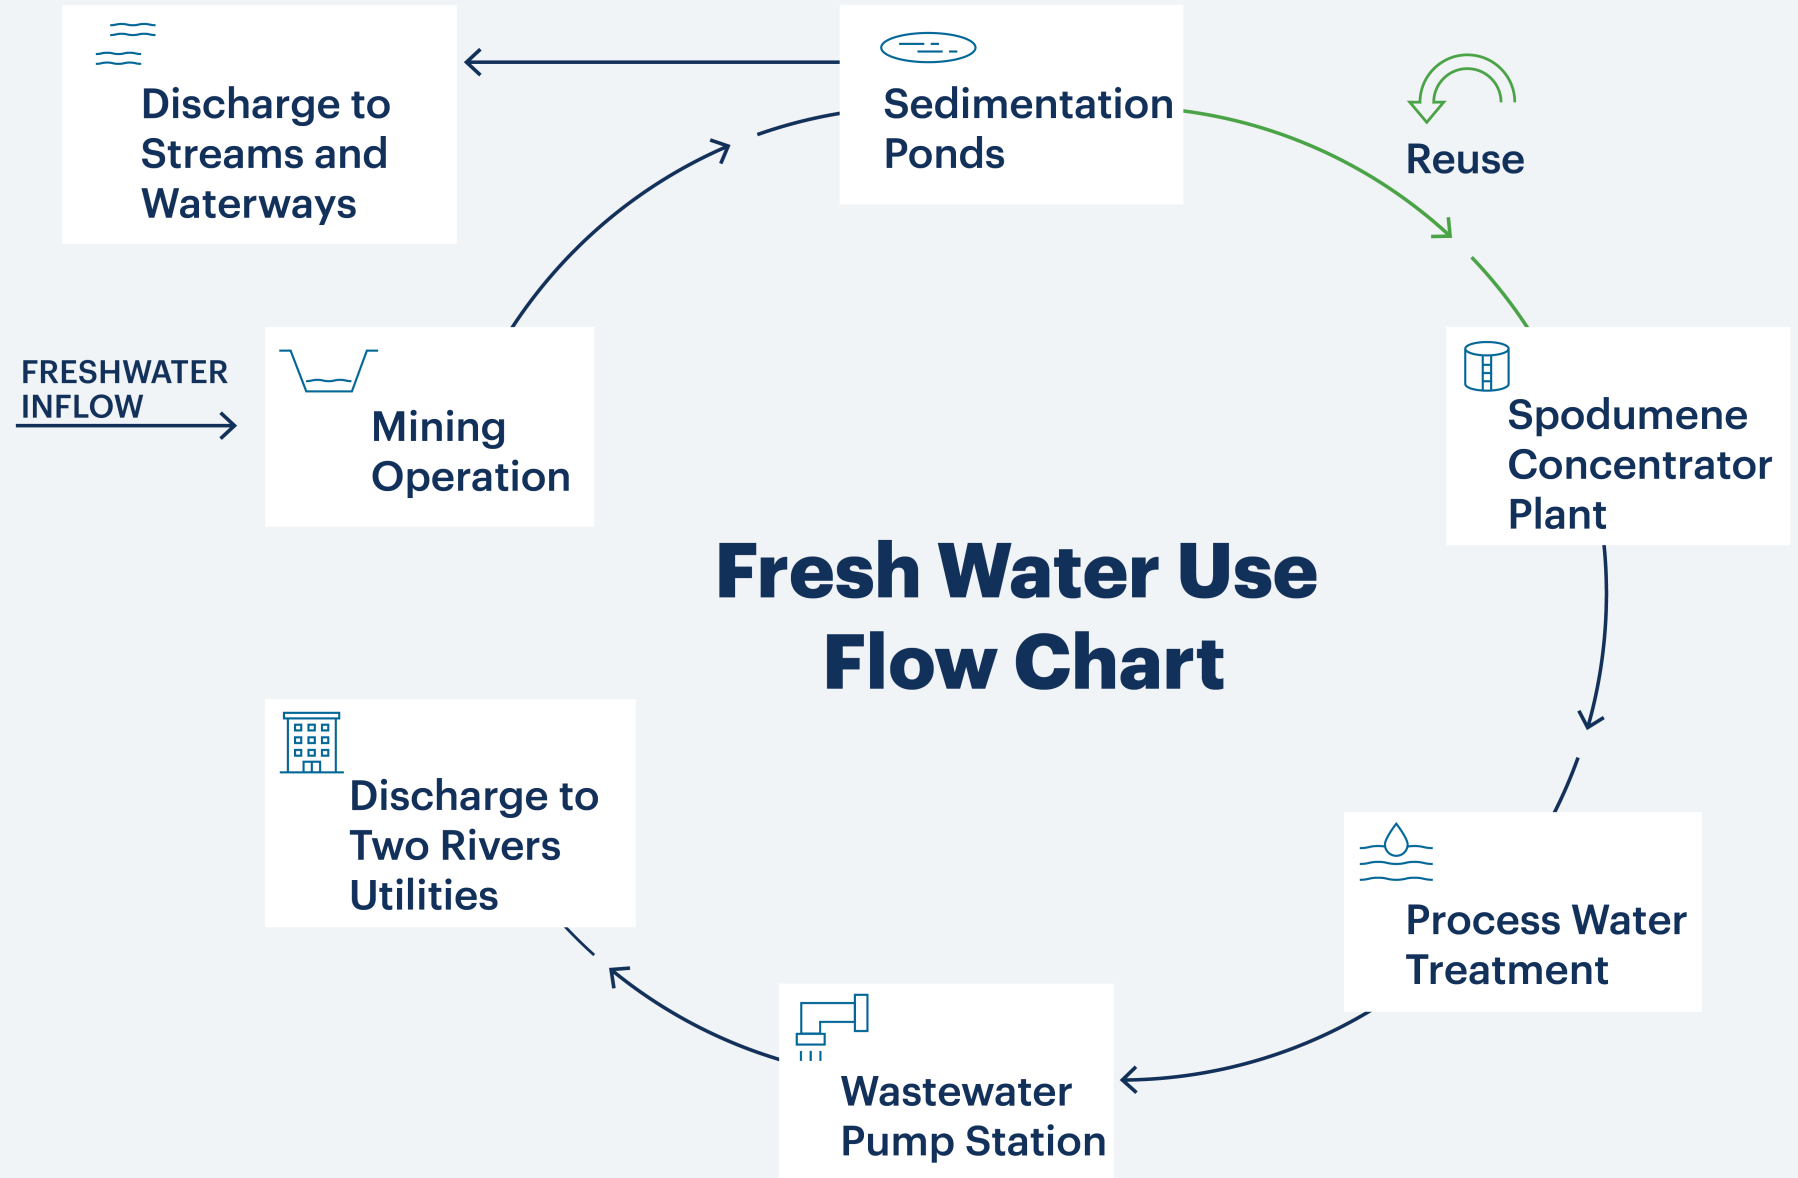 Discharge to
Streams and
Waterways
Sedimentation
Ponds
Reuse
FRESHWATER
INFLOW
Mining
Operation
Spodumene
Concentrator
Plant
Fresh Water Use
Flow Chart
Discharge to
Two Rivers
Utilities
Process Water
Treatment
Wastewater
Pump Station